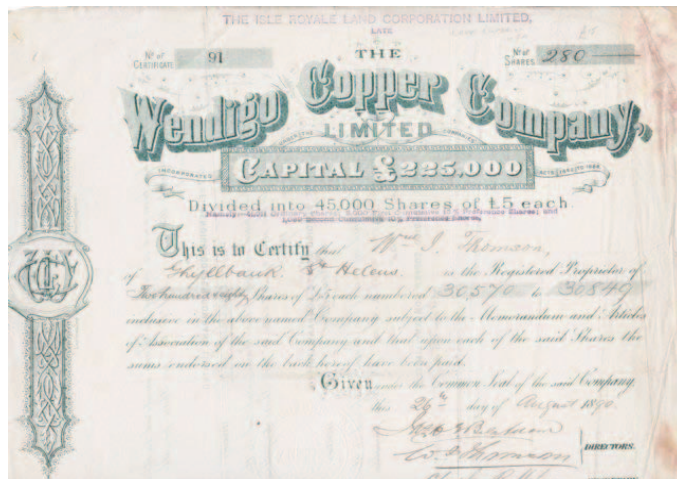 THE ISLE ROYALE LAND CORPORATION LIMITED,
LATE
Nº of Certificate 91
THE
Nº of Shares 280
Wendigo Copper Company,
LIMITED
INCORPORATED
CAPITAL £225,000
Divided into 45,000 Shares of £5 each.
This is to Certify that Wm I. Thomson,
of Ghyllbank St Helens is the Registered Proprietor of
Two hundred eighty Shares of £5 each numbered 30570 to 30849
inclusive in the above named Company subject to the Memorandum and Articles
of Association of the said Company and that upon each of the said Shares the
sums endorsed on the back hereof have been paid.
Given under the Common Seal of the said Company
this 26th day of August 1890.
DIRECTORS.